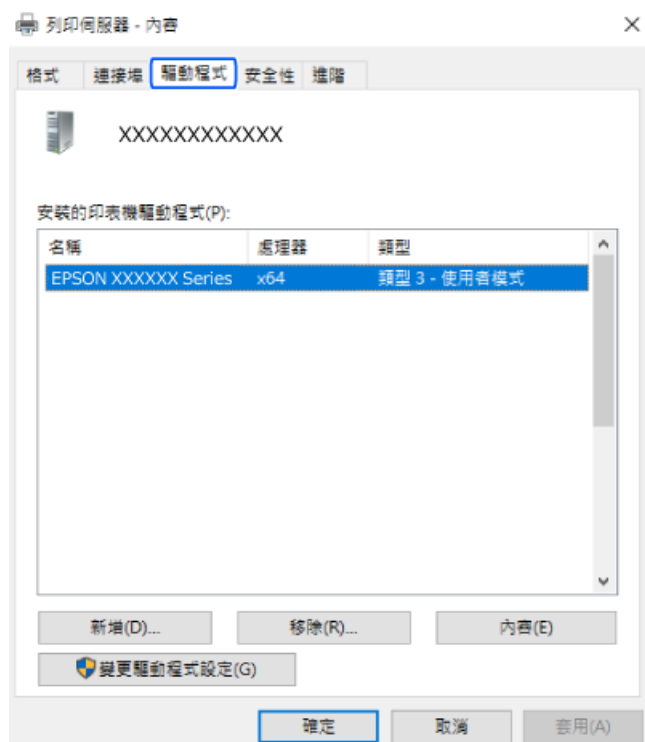 列印伺服器 - 內容
格式 連接埠 驅動程式 安全性 進階
XXXXXXXXXXXX
安裝的印表機驅動程式(P):
名稱 處理器 類型
EPSON XXXXXX Series x64 類型 3 - 使用者模式
新增(D)... 移除(R)... 內容(E)
變更驅動程式設定(G)
確定 取消 套用(A)